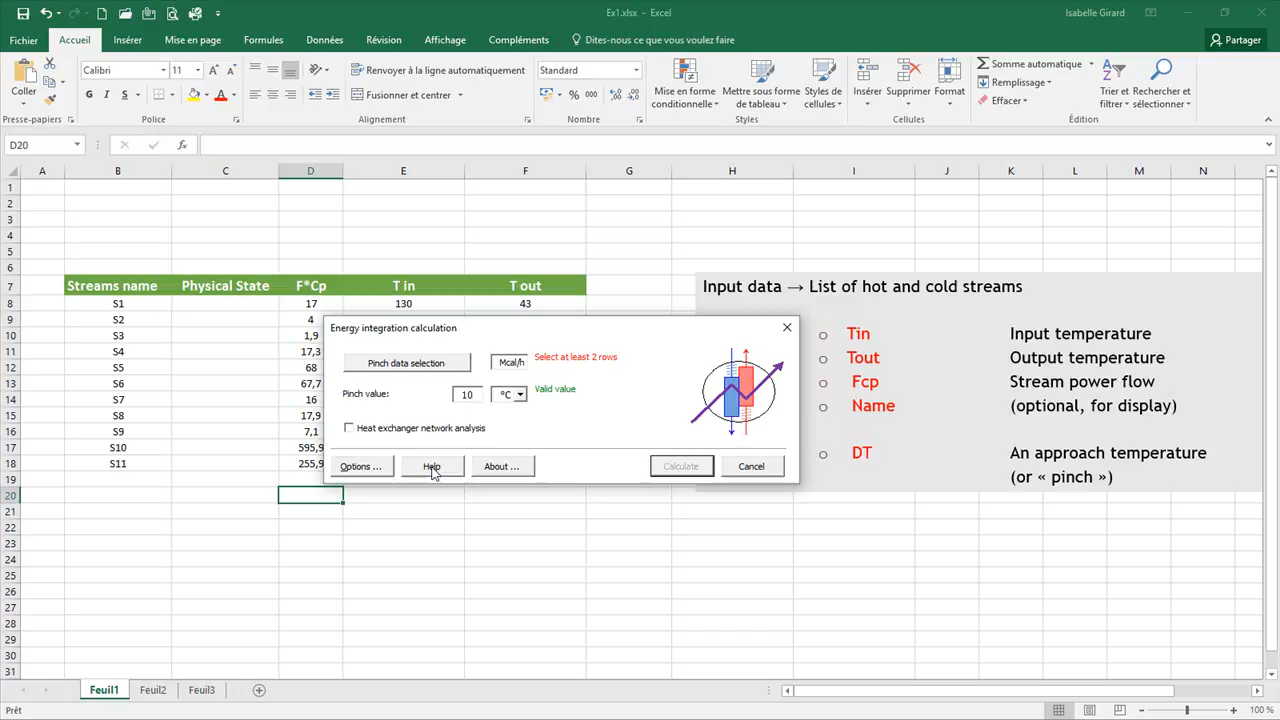 Ex1.xlsx - Excel
Isabelle Girard
Fichier Accueil Insérer Mise en page Formules Données Révision Affichage Compléments Dites-nous ce que vous voulez faire Partager
Coller
Calibri 11
Renvoyer à la ligne automatiquement
Standard
Mise en forme conditionnelle
Mettre sous forme de tableau
Styles de cellules
Insérer Supprimer Format
Somme automatique
Remplissage
Effacer
Trier et filtrer
Rechercher et sélectionner
G I S
Fusionner et centrer
% 000
Presse-papiers Police Alignement Nombre Styles Cellules Édition
D20 fx
A B C D E F G H I J K L M N
1
2
3
4
5
6
7 Streams name Physical State F*Cp T in T out
8 S1 17 130 43
9 S2 4
10 S3 1,9
11 S4 17,3
12 S5 68
13 S6 67,7
14 S7 16
15 S8 17,9
16 S9 7,1
17 S10 595,9
18 S11 255,9
19
20
21
22
23
24
25
26
27
28
29
30
31
Energy integration calculation
Pinch data selection Mcal/h Select at least 2 rows
Pinch value: 10 °C Valid value
Heat exchanger network analysis
Options ... Help About ... Calculate Cancel
Input data → List of hot and cold streams
o Tin Input temperature
o Tout Output temperature
o Fcp Stream power flow
o Name (optional, for display)
o DT An approach temperature
(or « pinch »)
Feuil1 Feuil2 Feuil3
Prêt 100 %